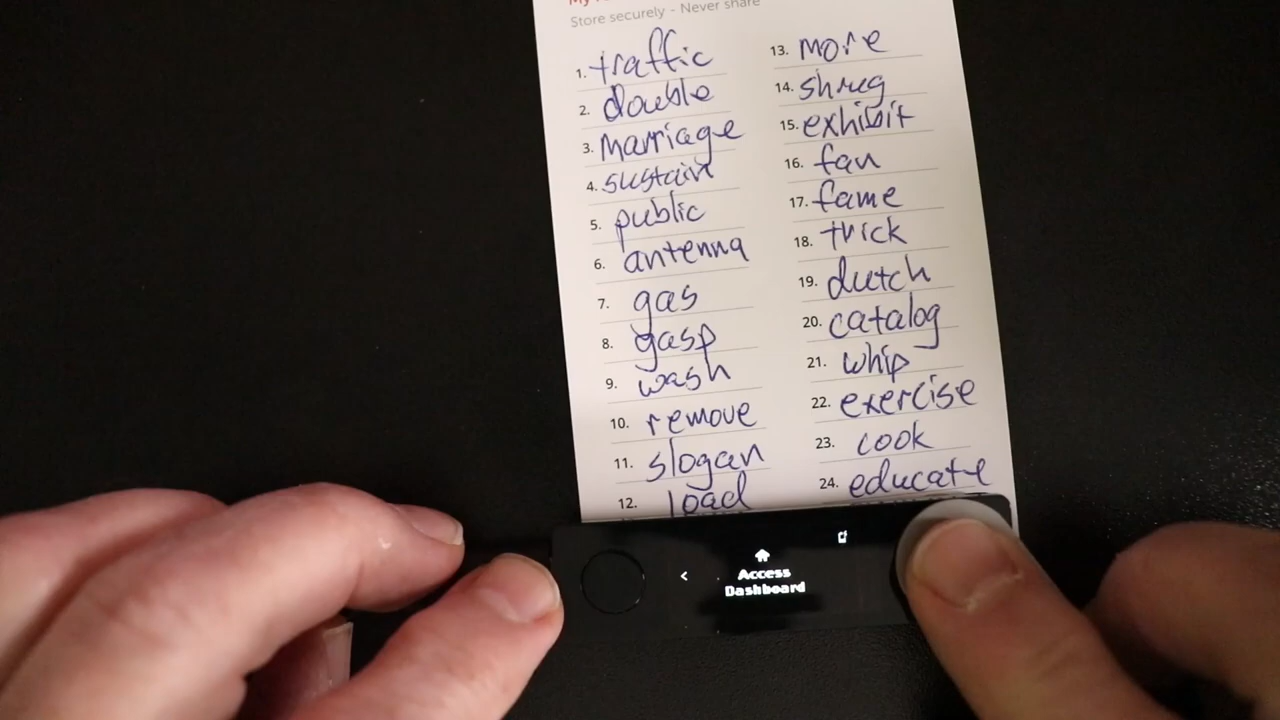 Store securely - Never share
1. traffic
2. double
3. marriage
4. sustain
5. public
6. antenna
7. gas
8. gasp
9. wash
10. remove
11. slogan
12. load
13. more
14. shrug
15. exhibit
16. fan
17. fame
18. trick
19. dutch
20. catalog
21. whip
22. exercise
23. cook
24. educate
Access
Dashboard